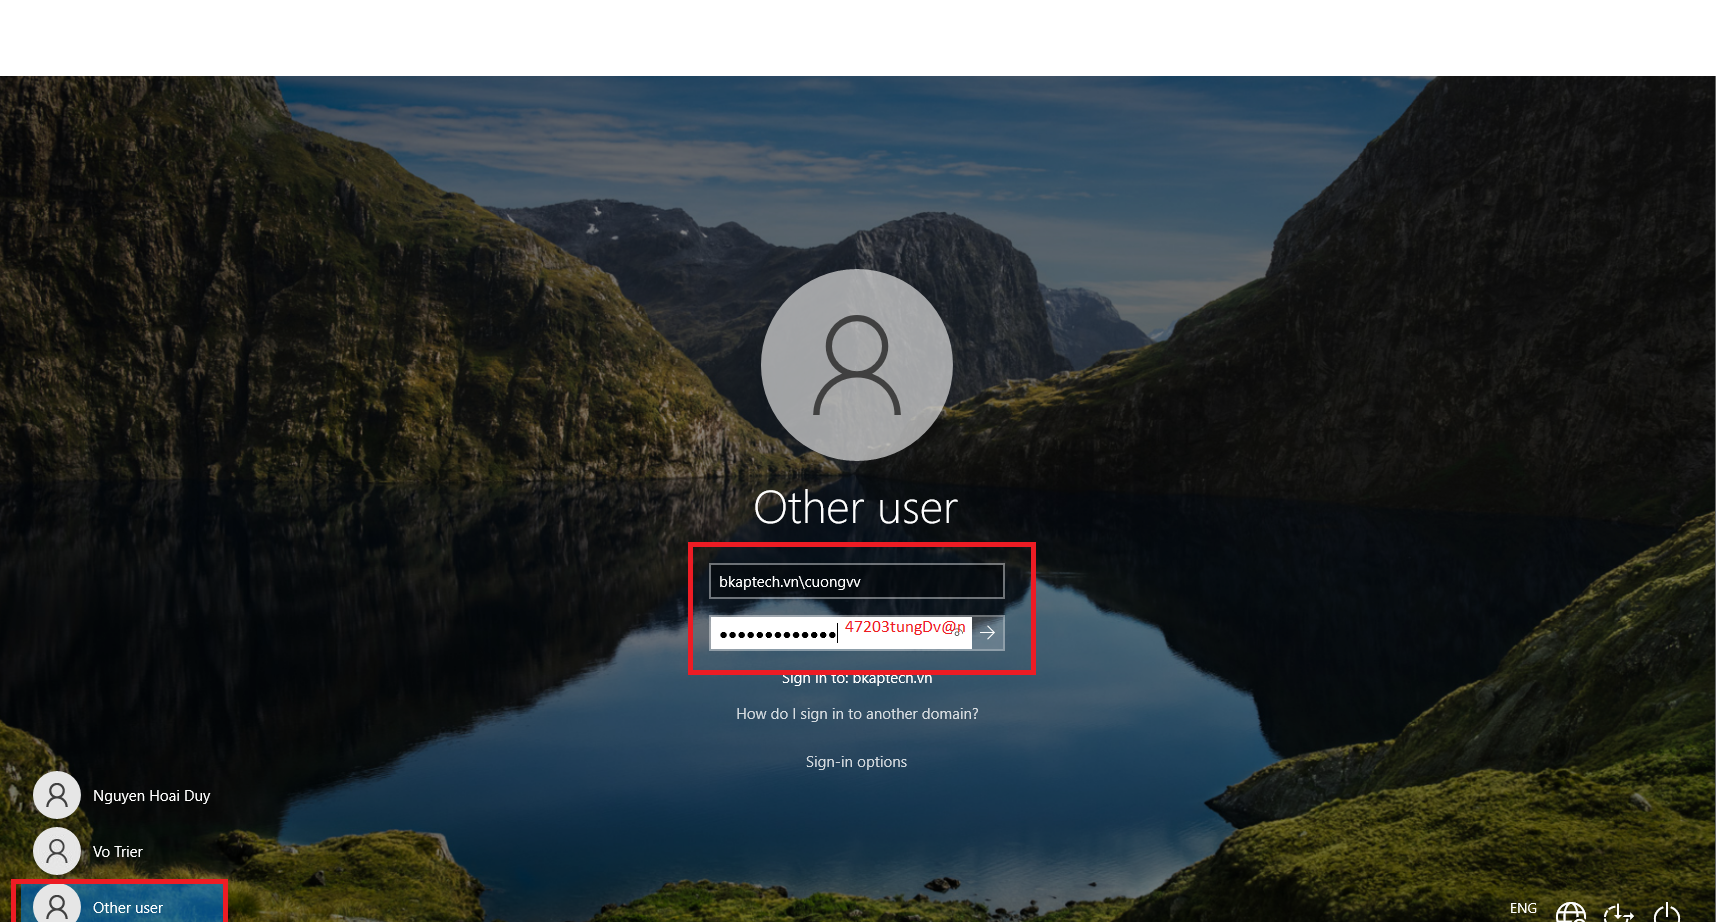 Other user
bkaptech.vn\cuongvv
47203tungDv@n
Sign in to: bkaptech.vn
How do I sign in to another domain?
Sign-in options
Nguyen Hoai Duy
Vo Trier
Other user
ENG